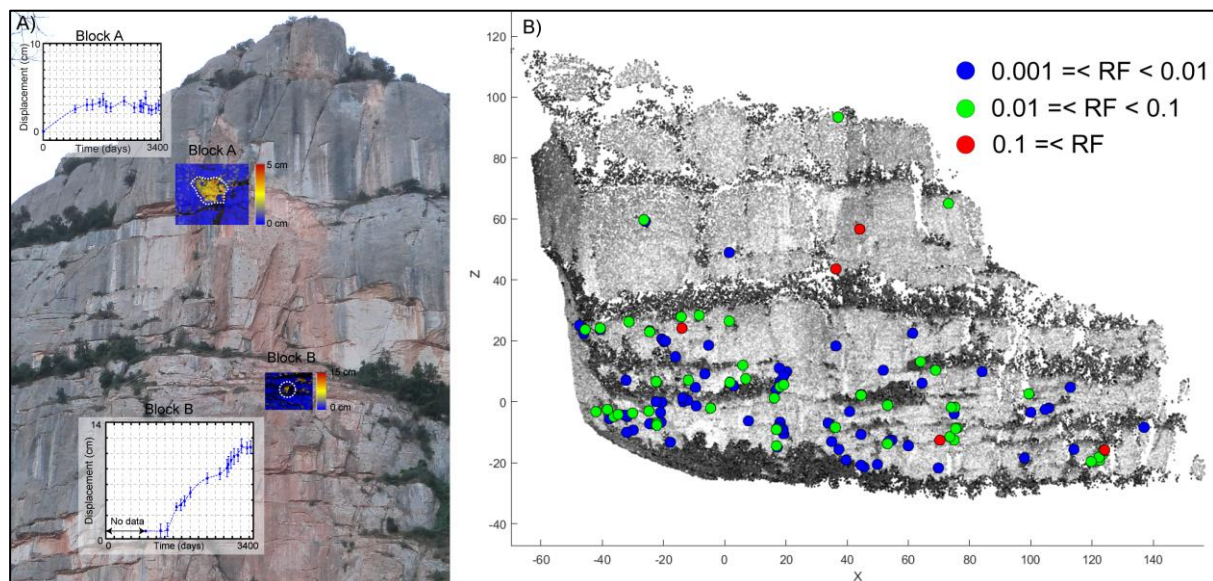 A)
Block A
10
Displacement (cm)
0
0
Time (days)
3400
Block A
5 cm
0 cm
Block B
15 cm
0 cm
Block B
14
Displacement (cm)
No data
0
0
Time (days)
3400
B)
0.001 =< RF < 0.01
0.01 =< RF < 0.1
0.1 =< RF
Z
120
100
80
60
40
20
0
-20
-40
-60
-40
-20
0
20
40
60
80
100
120
140
X